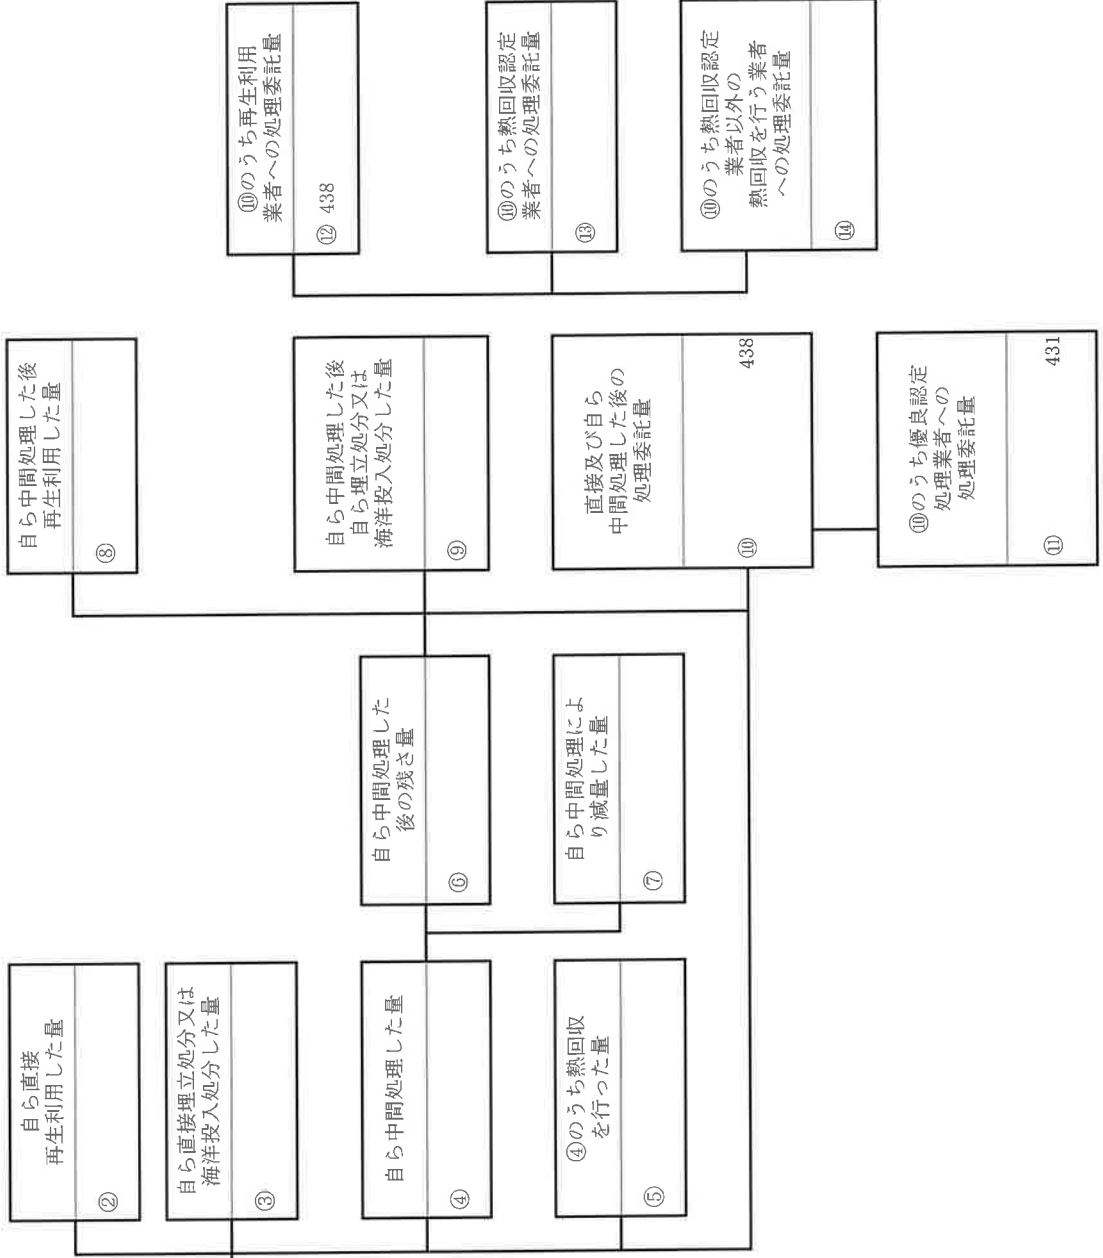 自ら直接
再生利用した量
②
自ら直接埋立処分又は
海洋投入処分した量
③
自ら中間処理した量
④
④のうち熱回収
を行った量
⑤
自ら中間処理した
後の残さ量
⑥
自ら中間処理によ
り減量した量
⑦
自ら中間処理した後
再生利用した量
⑧
自ら中間処理した後
自ら埋立処分又は
海洋投入処分した量
⑨
直接及び自ら
中間処理した後の
処理委託量
⑩ 438
⑩のうち優良認定
処理業者への
処理委託量
⑪ 431
⑩のうち再生利用
業者への処理委託量
⑫ 438
⑩のうち熱回収認定
業者への処理委託量
⑬
⑩のうち熱回収認定
業者以外の
熱回収を行う業者
への処理委託量
⑭